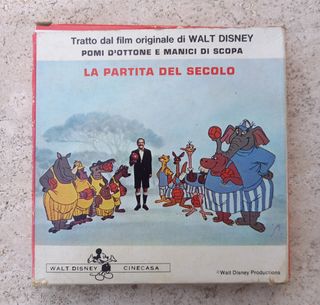 Tratto dal film originale di WALT DISNEY
POMI D'OTTONE E MANICI DI SCOPA
LA PARTITA DEL SECOLO
WALT DISNEY CINECASA
©Walt Disney Productions